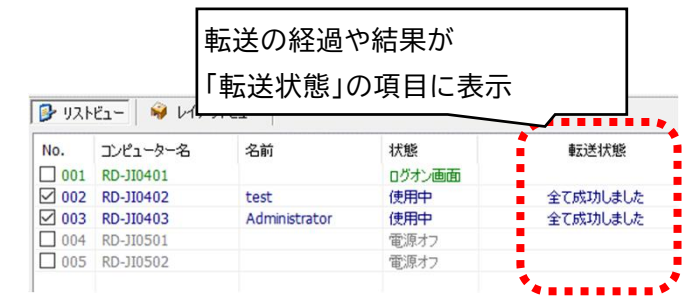 転送の経過や結果が
「転送状態」の項目に表示
リストビュー
No. コンピューター名 名前 状態 転送状態
001 RD-JI0401 ログオン画面
002 RD-JI0402 test 使用中 全て成功しました
003 RD-JI0403 Administrator 使用中 全て成功しました
004 RD-JI0501 電源オフ
005 RD-JI0502 電源オフ